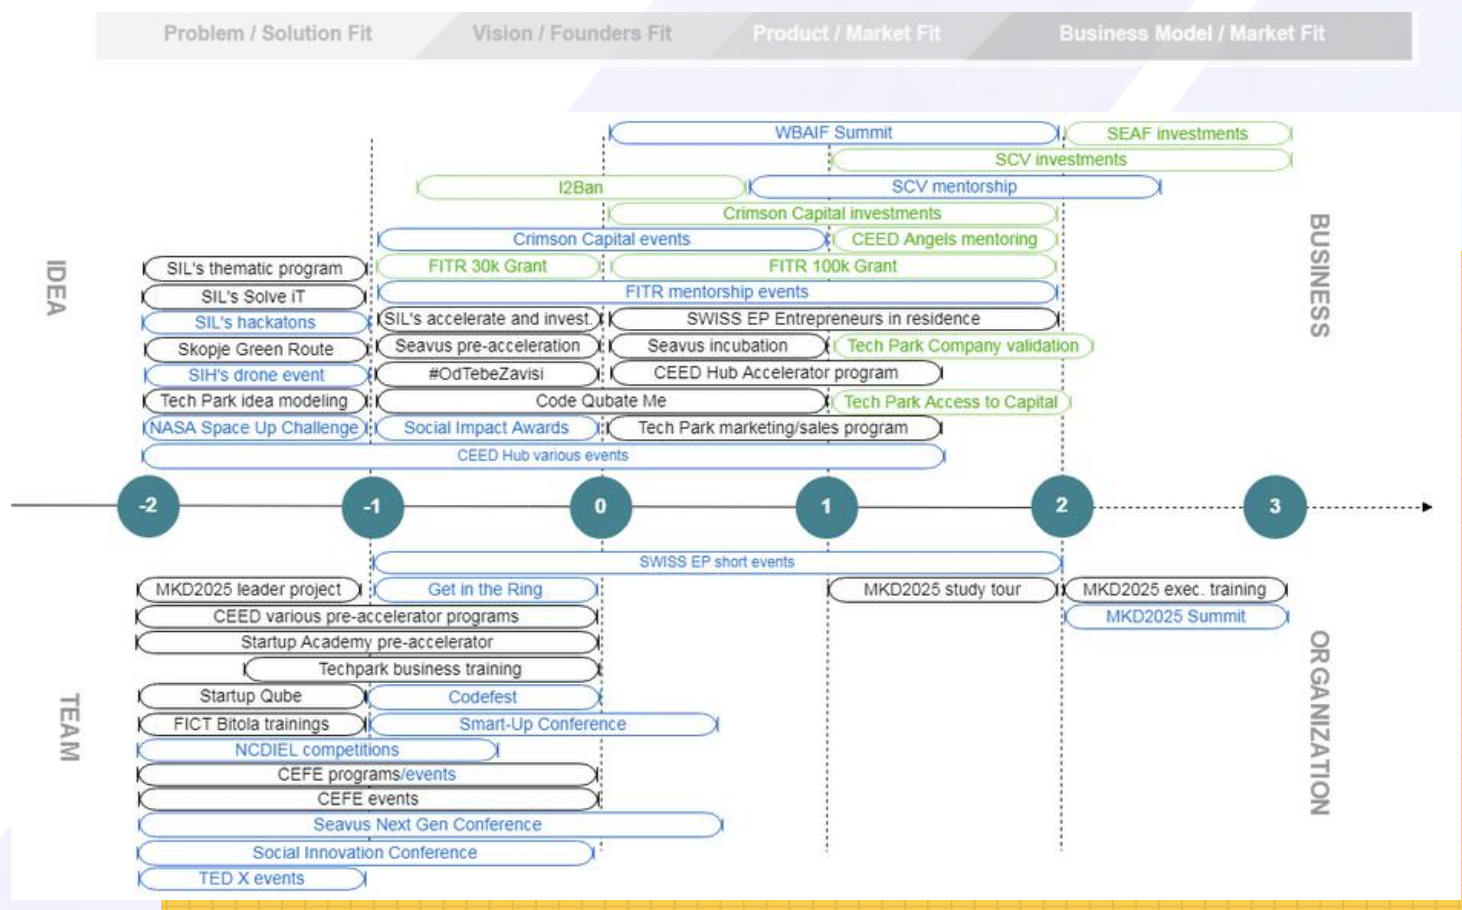 Problem / Solution Fit
Vision / Founders Fit
Product / Market Fit
Business Model / Market Fit
WBAIF Summit
SEAF investments
SCV investments
I2Ban
SCV mentorship
Crimson Capital investments
Crimson Capital events
CEED Angels mentoring
SIL's thematic program
FITR 30k Grant
FITR 100k Grant
SIL's Solve iT
FITR mentorship events
SIL's hackatons
SIL's accelerate and invest.
SWISS EP Entrepreneurs in residence
Skopje Green Route
Seavus pre-acceleration
Seavus incubation
Tech Park Company validation
SIH's drone event
#OdTebeZavisi
CEED Hub Accelerator program
Tech Park idea modeling
Code Qubate Me
Tech Park Access to Capital
NASA Space Up Challenge
Social Impact Awards
Tech Park marketing/sales program
CEED Hub various events
IDEA
BUSINESS
-2
-1
0
1
2
3
SWISS EP short events
MKD2025 leader project
Get in the Ring
MKD2025 study tour
MKD2025 exec. training
CEED various pre-accelerator programs
MKD2025 Summit
Startup Academy pre-accelerator
Techpark business training
Startup Qube
Codefest
FICT Bitola trainings
Smart-Up Conference
NCDIEL competitions
CEFE programs/events
CEFE events
Seavus Next Gen Conference
Social Innovation Conference
TED X events
TEAM
ORGANIZATION